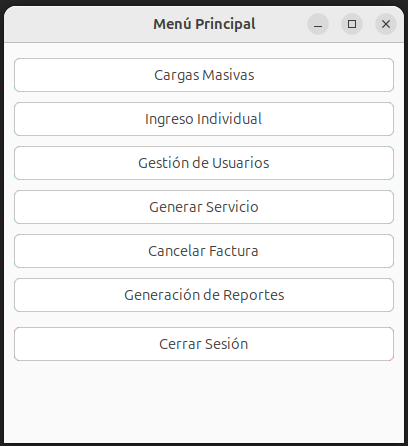 Menú Principal
Cargas Masivas
Ingreso Individual
Gestión de Usuarios
Generar Servicio
Cancelar Factura
Generación de Reportes
Cerrar Sesión